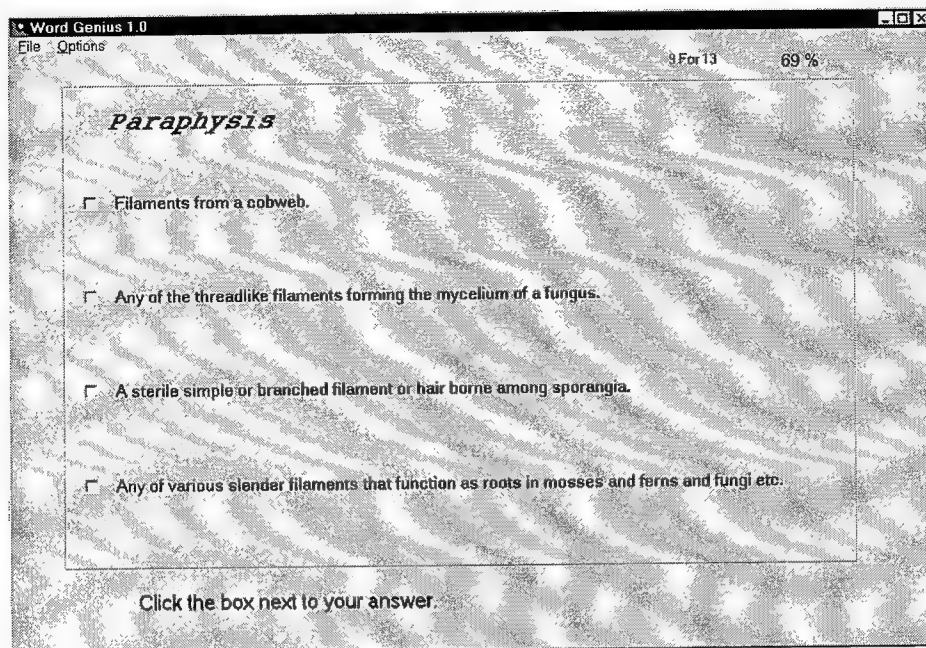 Word Genius 1.0
File Options
9 For 13 69 %
Paraphysis
Filaments from a cobweb.
Any of the threadlike filaments forming the mycelium of a fungus.
A sterile simple or branched filament or hair borne among sporangia.
Any of various slender filaments that function as roots in mosses and ferns and fungi etc.
Click the box next to your answer.